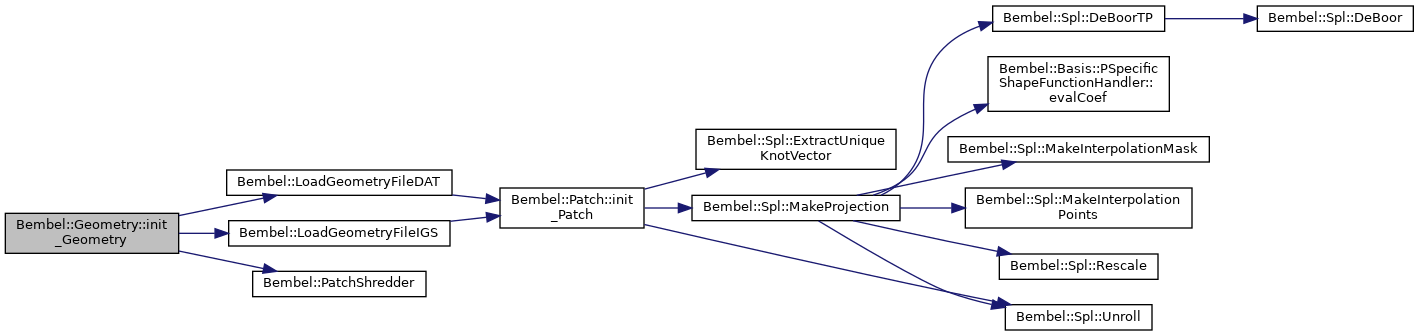 Bembel::Geometry::init
_Geometry
Bembel::LoadGeometryFileDAT
Bembel::LoadGeometryFileIGS
Bembel::PatchShredder
Bembel::Patch::init
_Patch
Bembel::Spl::ExtractUnique
KnotVector
Bembel::Spl::MakeProjection
Bembel::Spl::DeBoorTP
Bembel::Spl::DeBoor
Bembel::Basis::PSpecific
ShapeFunctionHandler::
evalCoef
Bembel::Spl::MakeInterpolationMask
Bembel::Spl::MakeInterpolation
Points
Bembel::Spl::Rescale
Bembel::Spl::Unroll